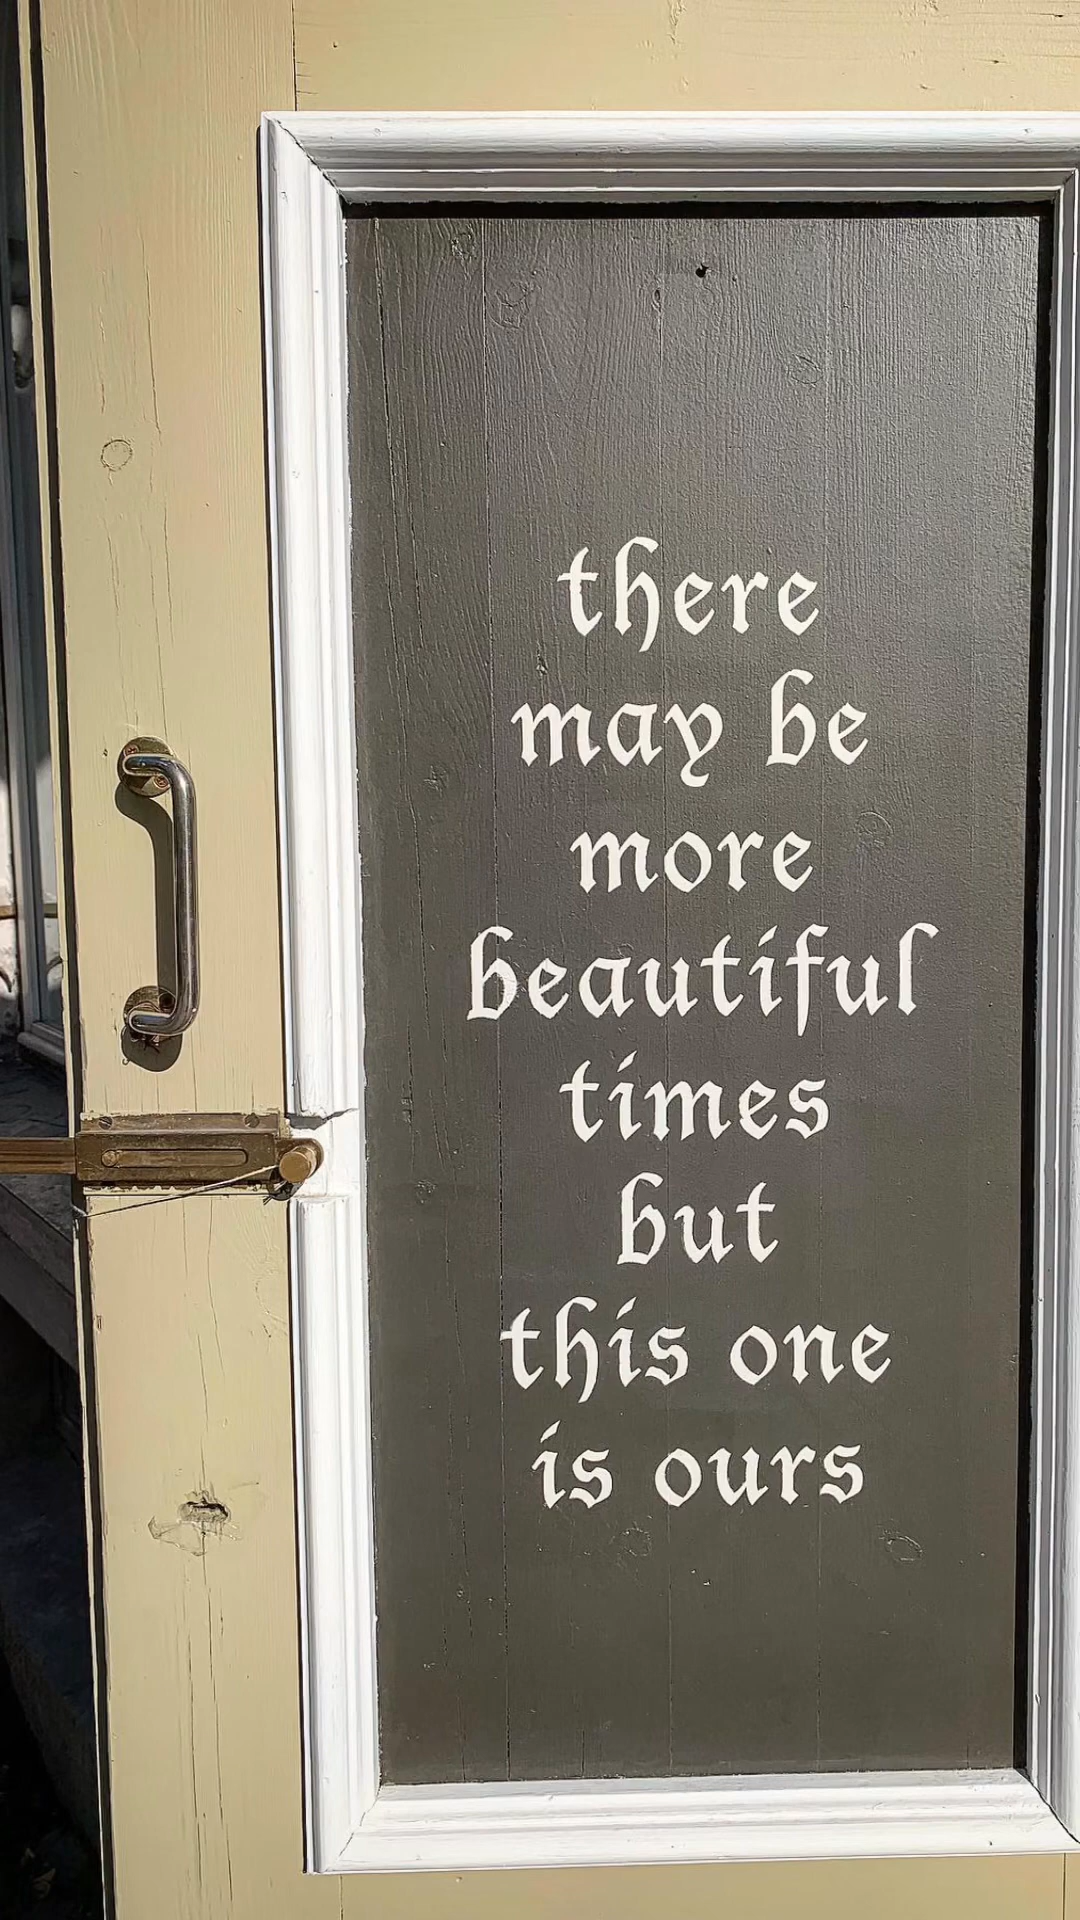 there
may be
more
beautiful
times
but
this one
is ours